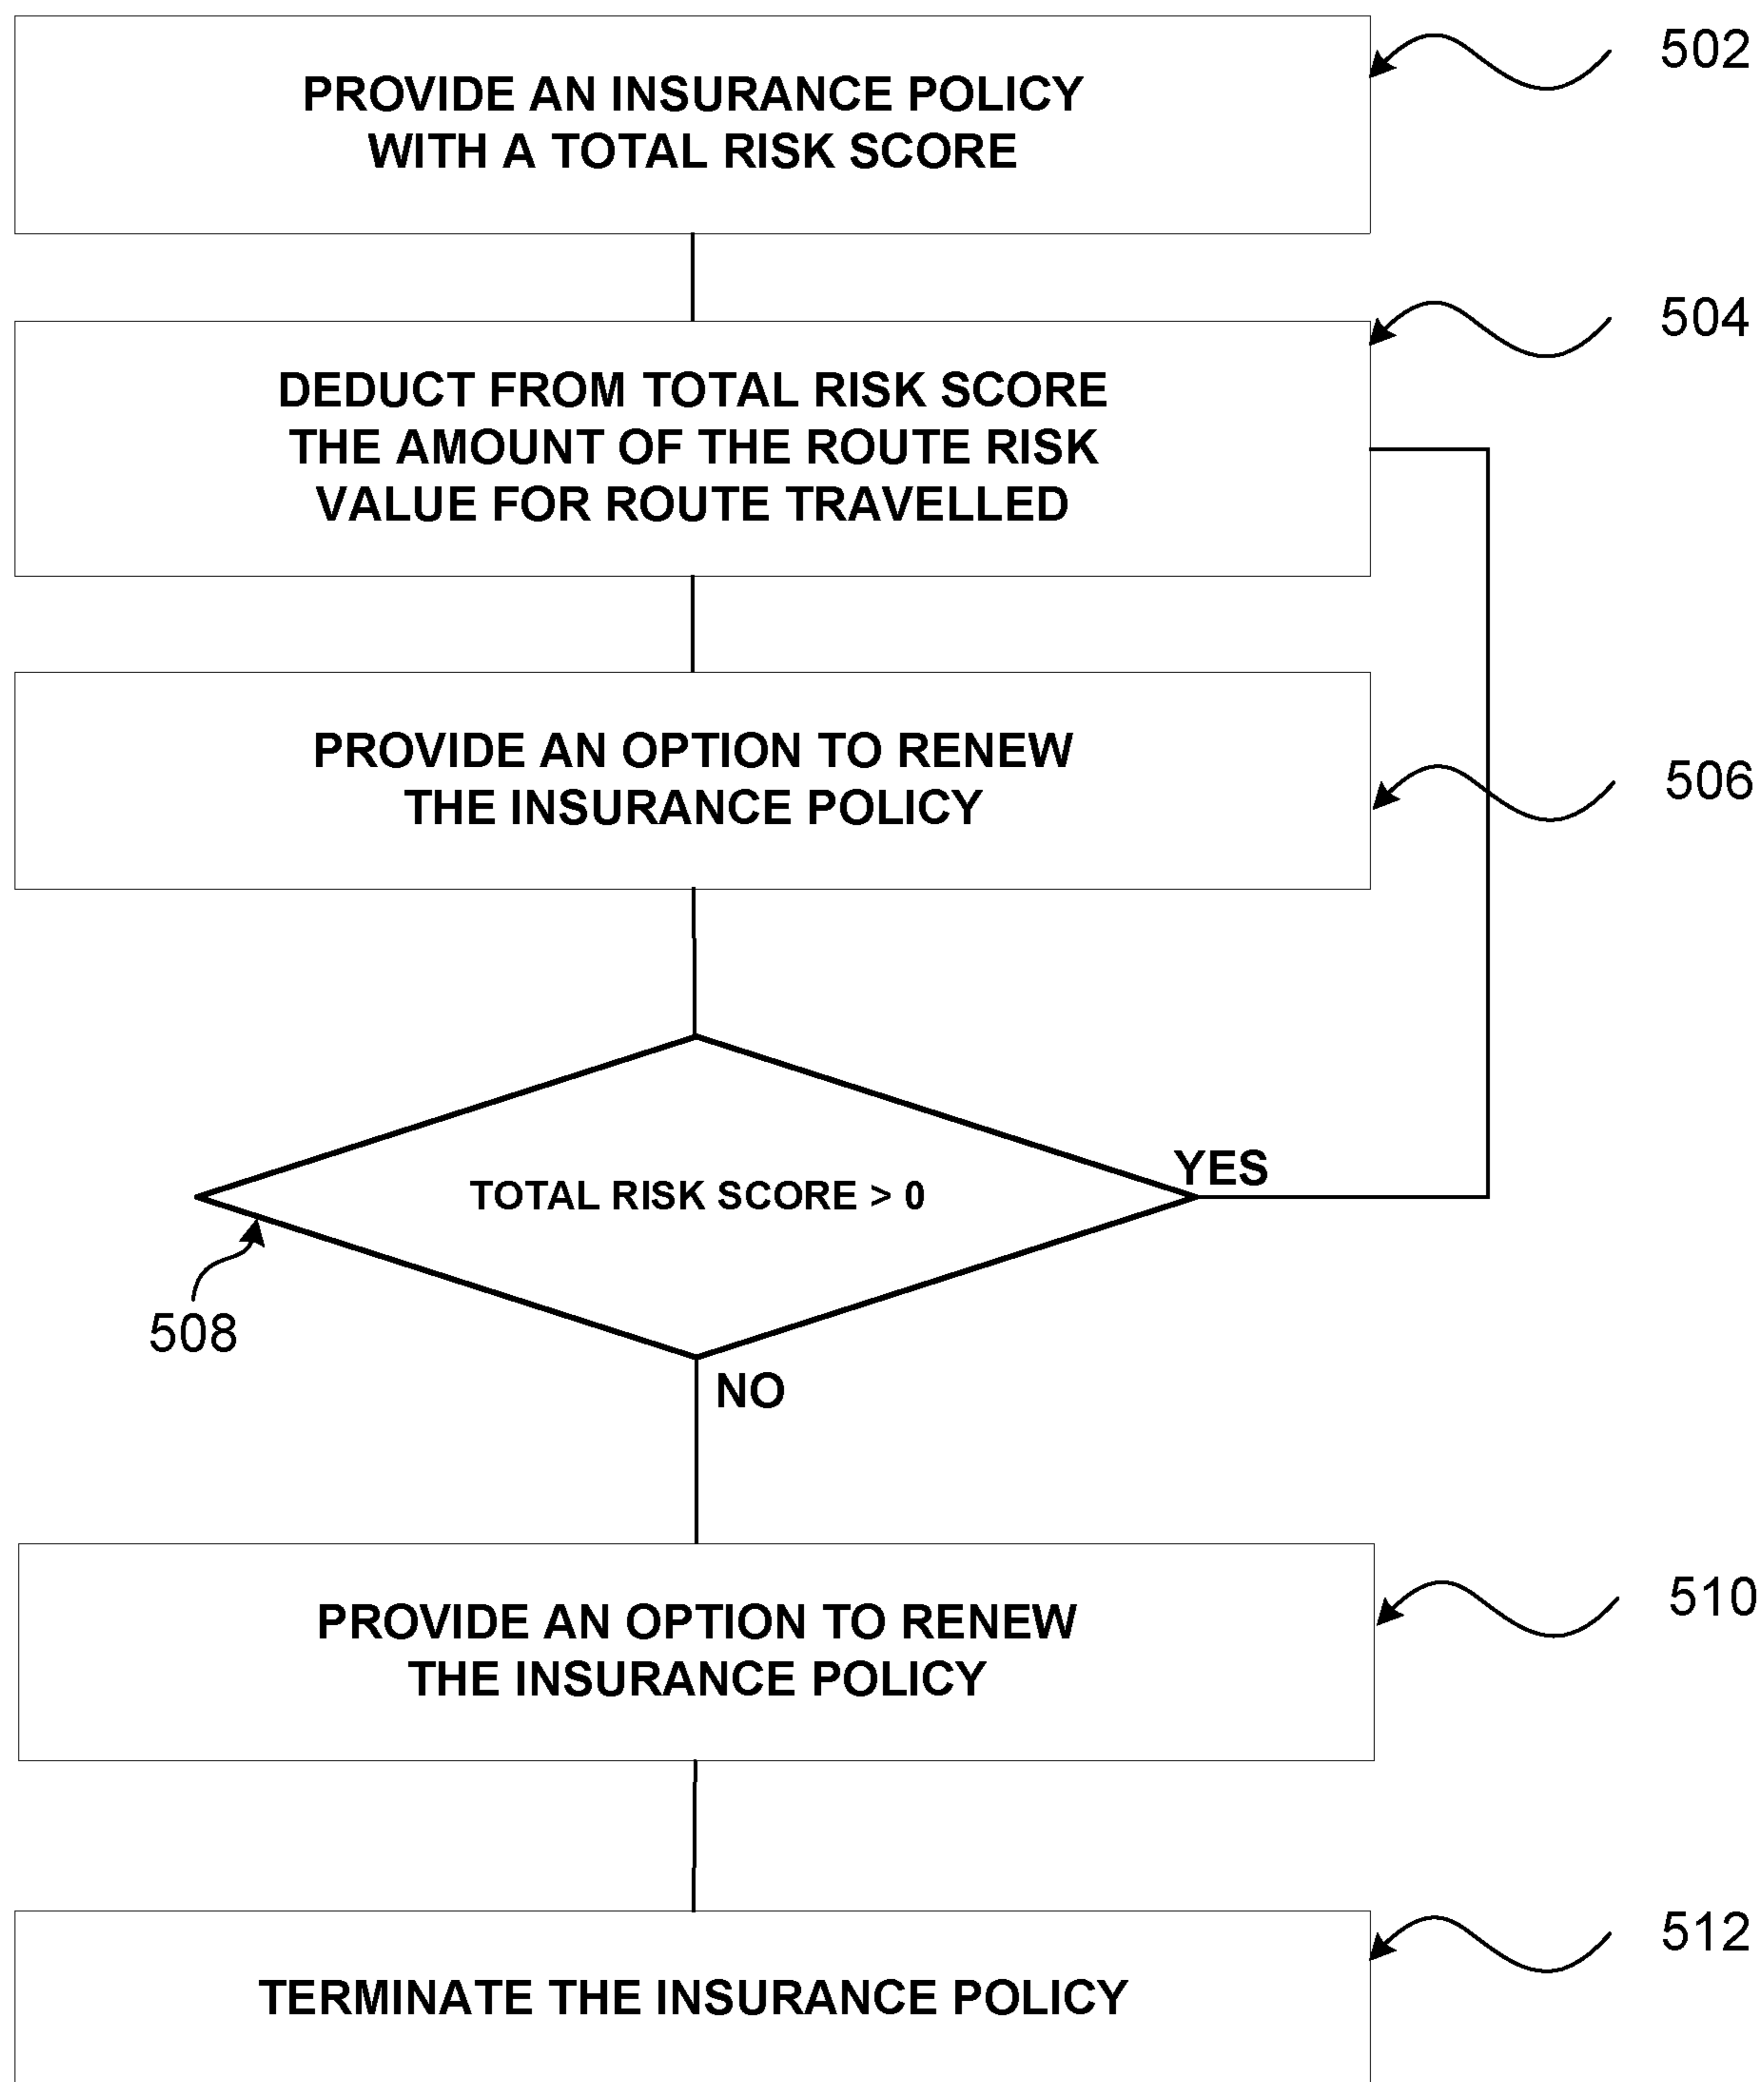 PROVIDE AN INSURANCE POLICY
WITH A TOTAL RISK SCORE
502
DEDUCT FROM TOTAL RISK SCORE
THE AMOUNT OF THE ROUTE RISK
VALUE FOR ROUTE TRAVELLED
504
PROVIDE AN OPTION TO RENEW
THE INSURANCE POLICY
506
TOTAL RISK SCORE > 0
YES
508
NO
PROVIDE AN OPTION TO RENEW
THE INSURANCE POLICY
510
TERMINATE THE INSURANCE POLICY
512